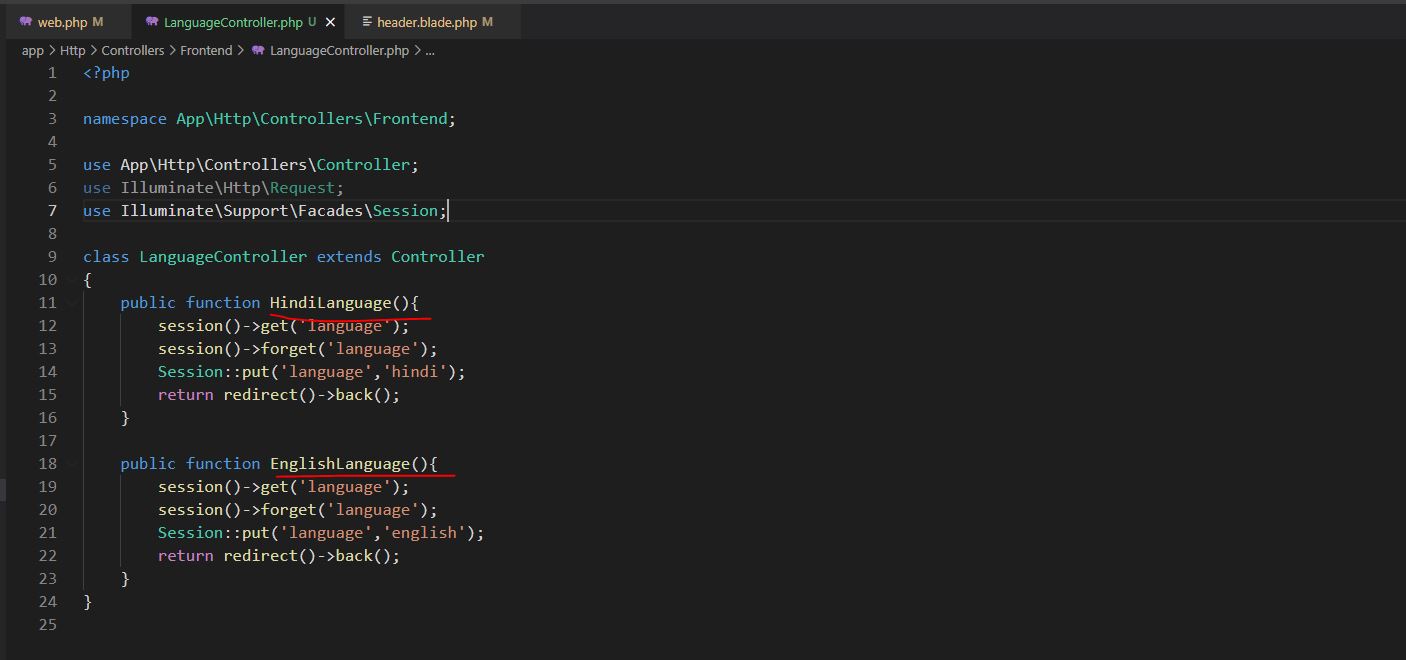 web.php M LanguageController.php U × header.blade.php M
app > Http > Controllers > Frontend > LanguageController.php > ...
1 <?php
2
3 namespace App\Http\Controllers\Frontend;
4
5 use App\Http\Controllers\Controller;
6 use Illuminate\Http\Request;
7 use Illuminate\Support\Facades\Session;
8
9 class LanguageController extends Controller
10 {
11     public function HindiLanguage(){
12         session()->get('language');
13         session()->forget('language');
14         Session::put('language','hindi');
15         return redirect()->back();
16     }
17
18     public function EnglishLanguage(){
19         session()->get('language');
20         session()->forget('language');
21         Session::put('language','english');
22         return redirect()->back();
23     }
24 }
25